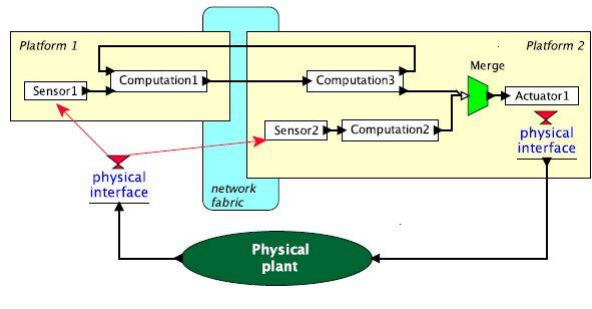 Platform 1
Platform 2
Merge
Sensor1
Computation1
Computation3
Actuator1
Sensor2
Computation2
physical
interface
physical
interface
network
fabric
Physical
plant